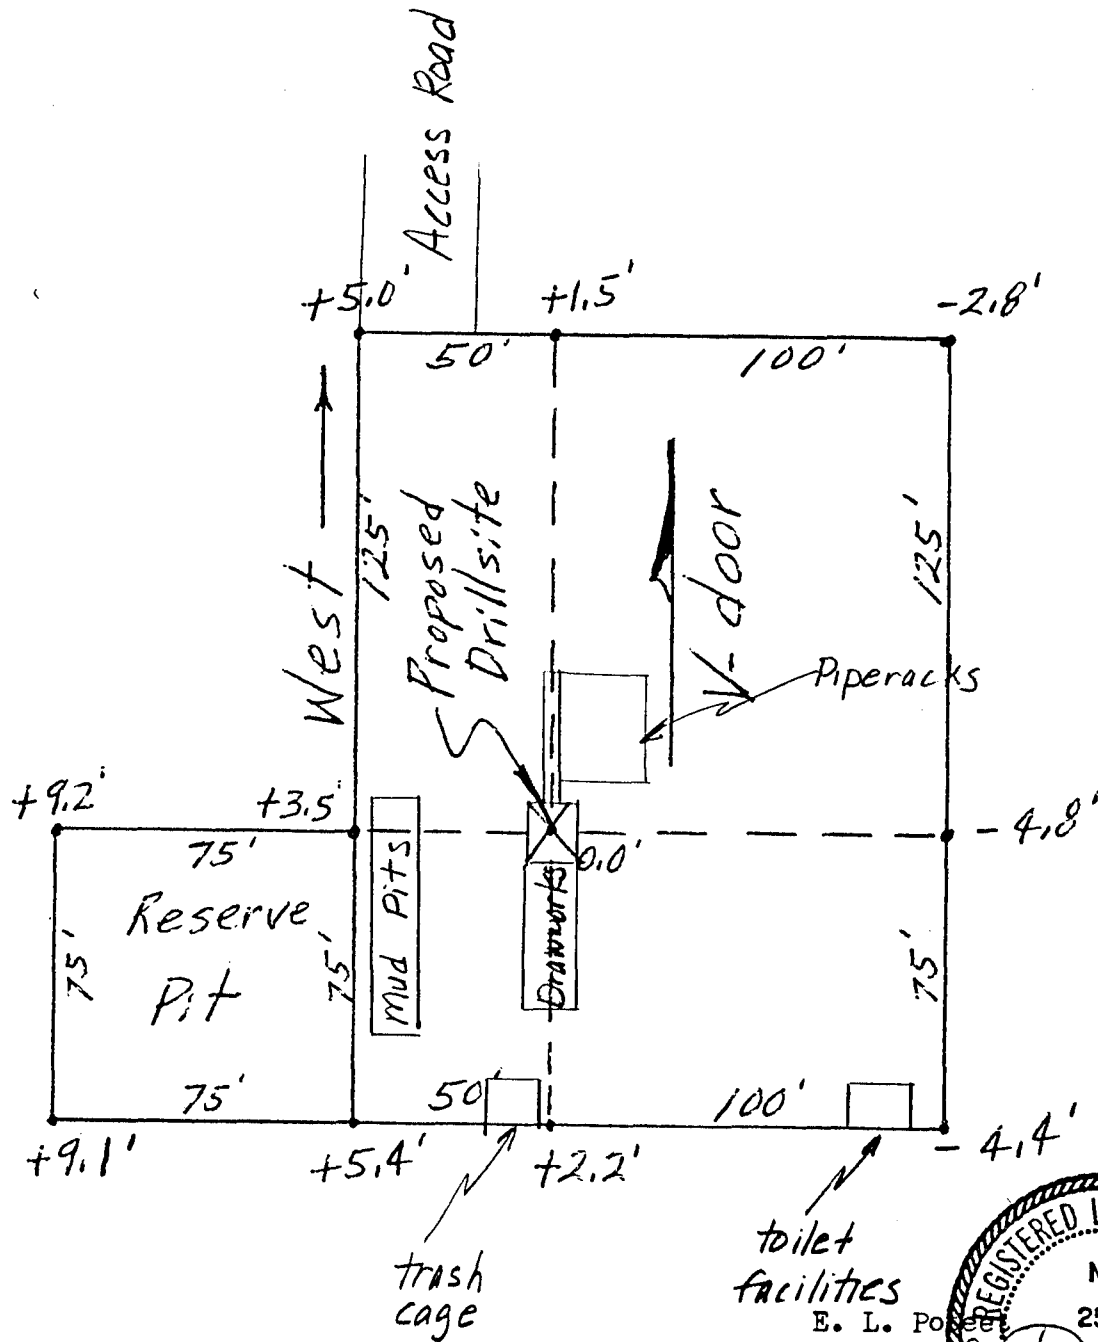 Access Road
+5.0'
+1.5'
-2.8'
50'
100'
West
125'
Proposed
Drillsite
V-door
125'
Piperacks
+9.2'
+3.5'
0.0'
-4.8'
75'
Reserve
Pit
75'
75'
Mud Pits
Drawworks
75'
75'
50'
100'
+9.1'
+5.4'
+2.2'
-4.4'
trash
cage
toilet
facilities
E. L.
REGISTERED